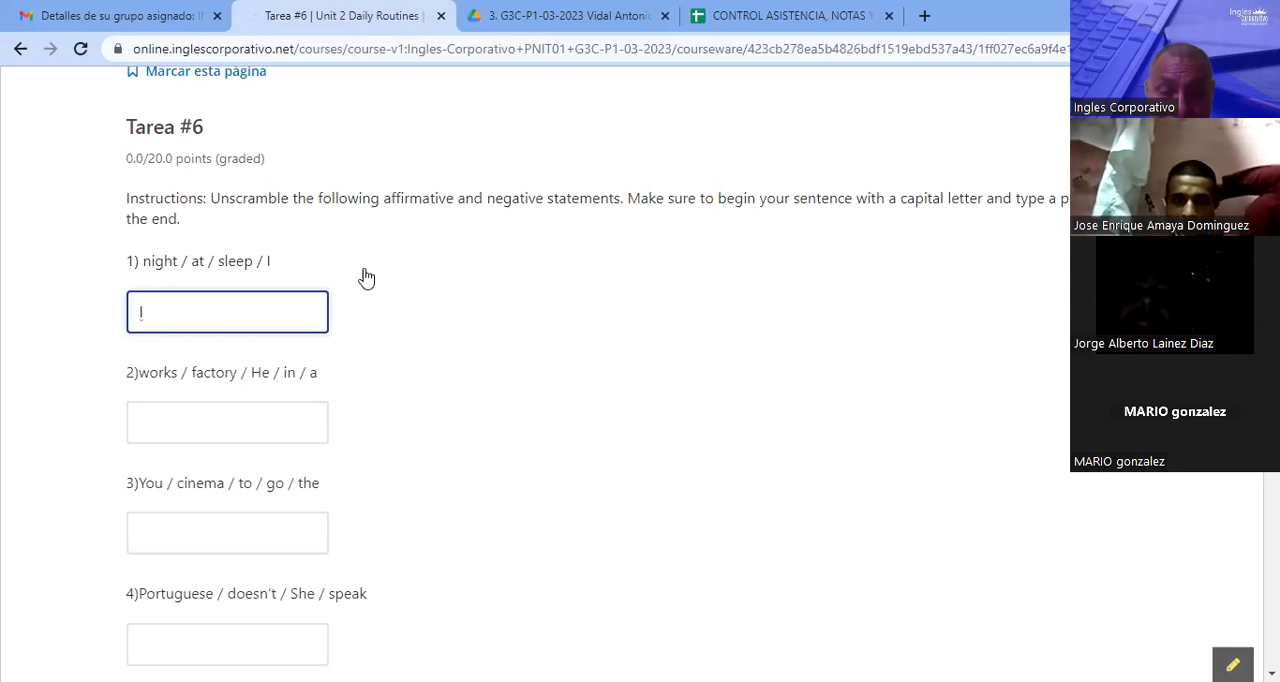 Detalles de su grupo asignado: I
Tarea #6 | Unit 2 Daily Routines |
3. G3C-P1-03-2023 Vidal Antoni
CONTROL ASISTENCIA, NOTAS Y
online.inglescorporativo.net/courses/course-v1:Ingles-Corporativo+PNIT01+G3C-P1-03-2023/courseware/423cb278ea5b4826bdf1519ebd537a43/1ff027ec6a9f4e1
Marcar esta página
Tarea #6
0.0/20.0 points (graded)
Instructions: Unscramble the following affirmative and negative statements. Make sure to begin your sentence with a capital letter and type a p
the end.
1) night / at / sleep / I
I
2)works / factory / He / in / a
3)You / cinema / to / go / the
4)Portuguese / doesn't / She / speak
Ingles
Ingles Corporativo
Jose Enrique Amaya Dominguez
Jorge Alberto Lainez Diaz
MARIO gonzalez
MARIO gonzalez